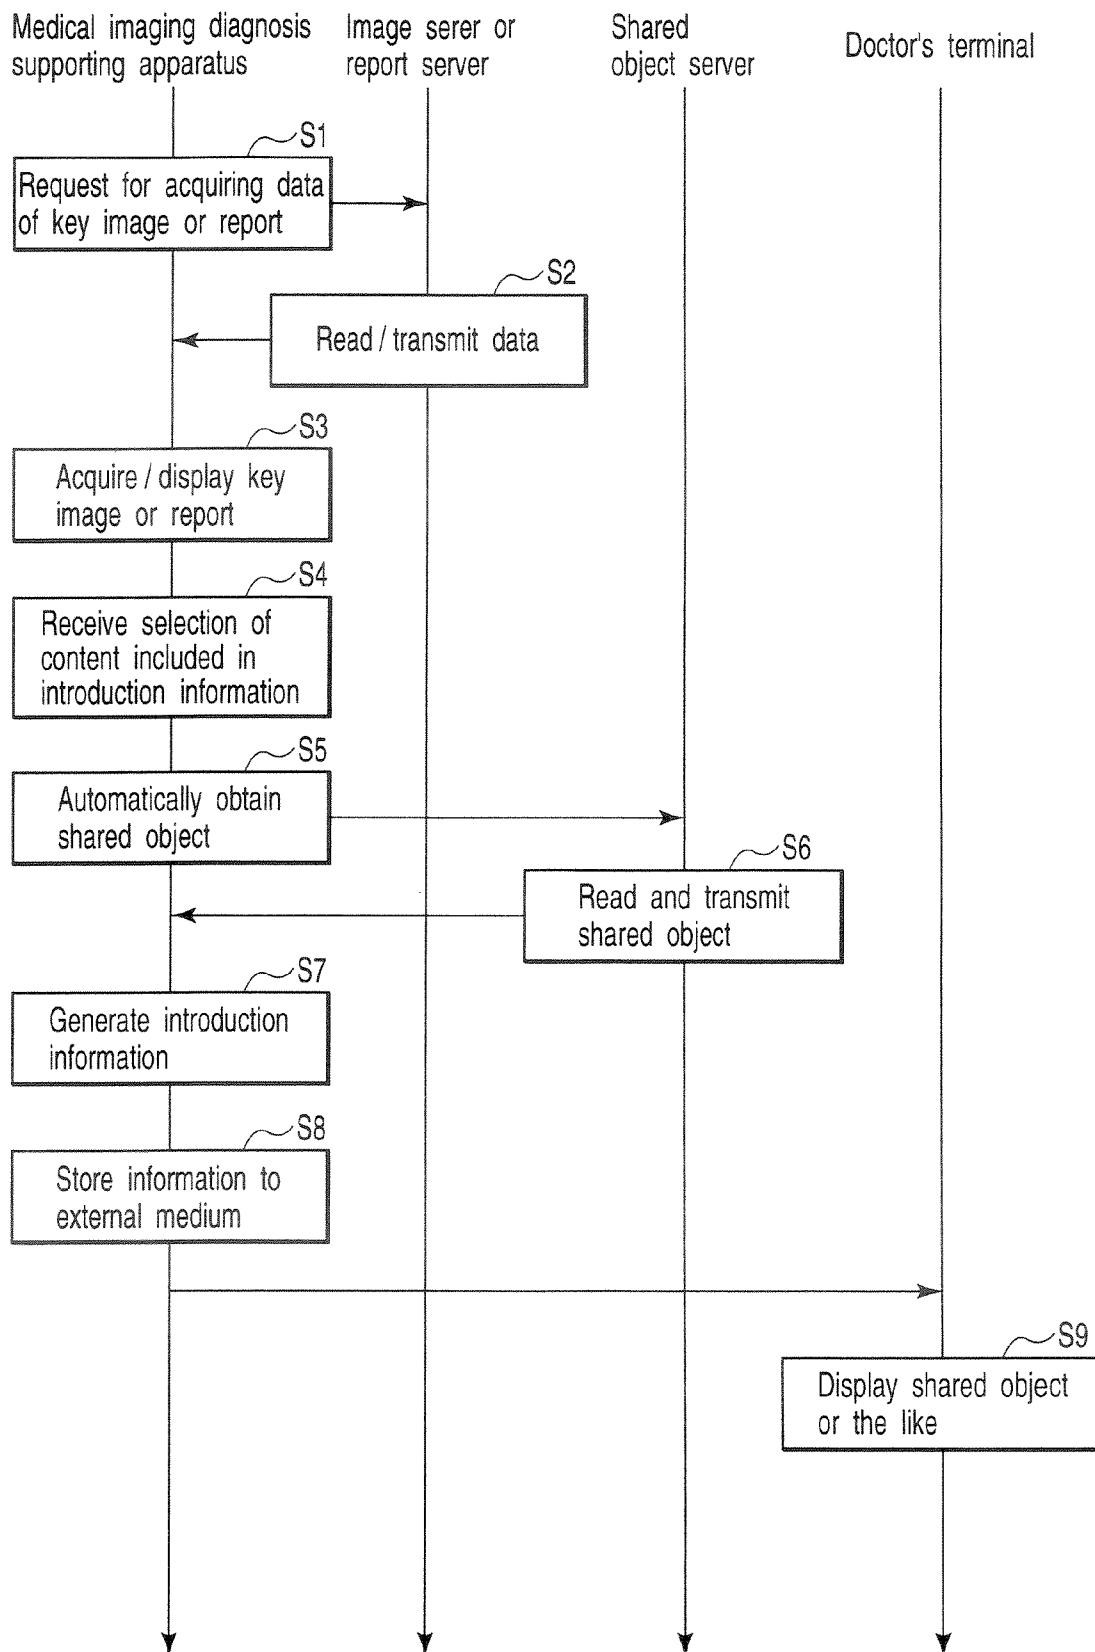 Medical imaging diagnosis
supporting apparatus
Image serer or
report server
Shared
object server
Doctor's terminal
S1
Request for acquiring data
of key image or report
S2
Read / transmit data
S3
Acquire / display key
image or report
S4
Receive selection of
content included in
introduction information
S5
Automatically obtain
shared object
S6
Read and transmit
shared object
S7
Generate introduction
information
S8
Store information to
external medium
S9
Display shared object
or the like